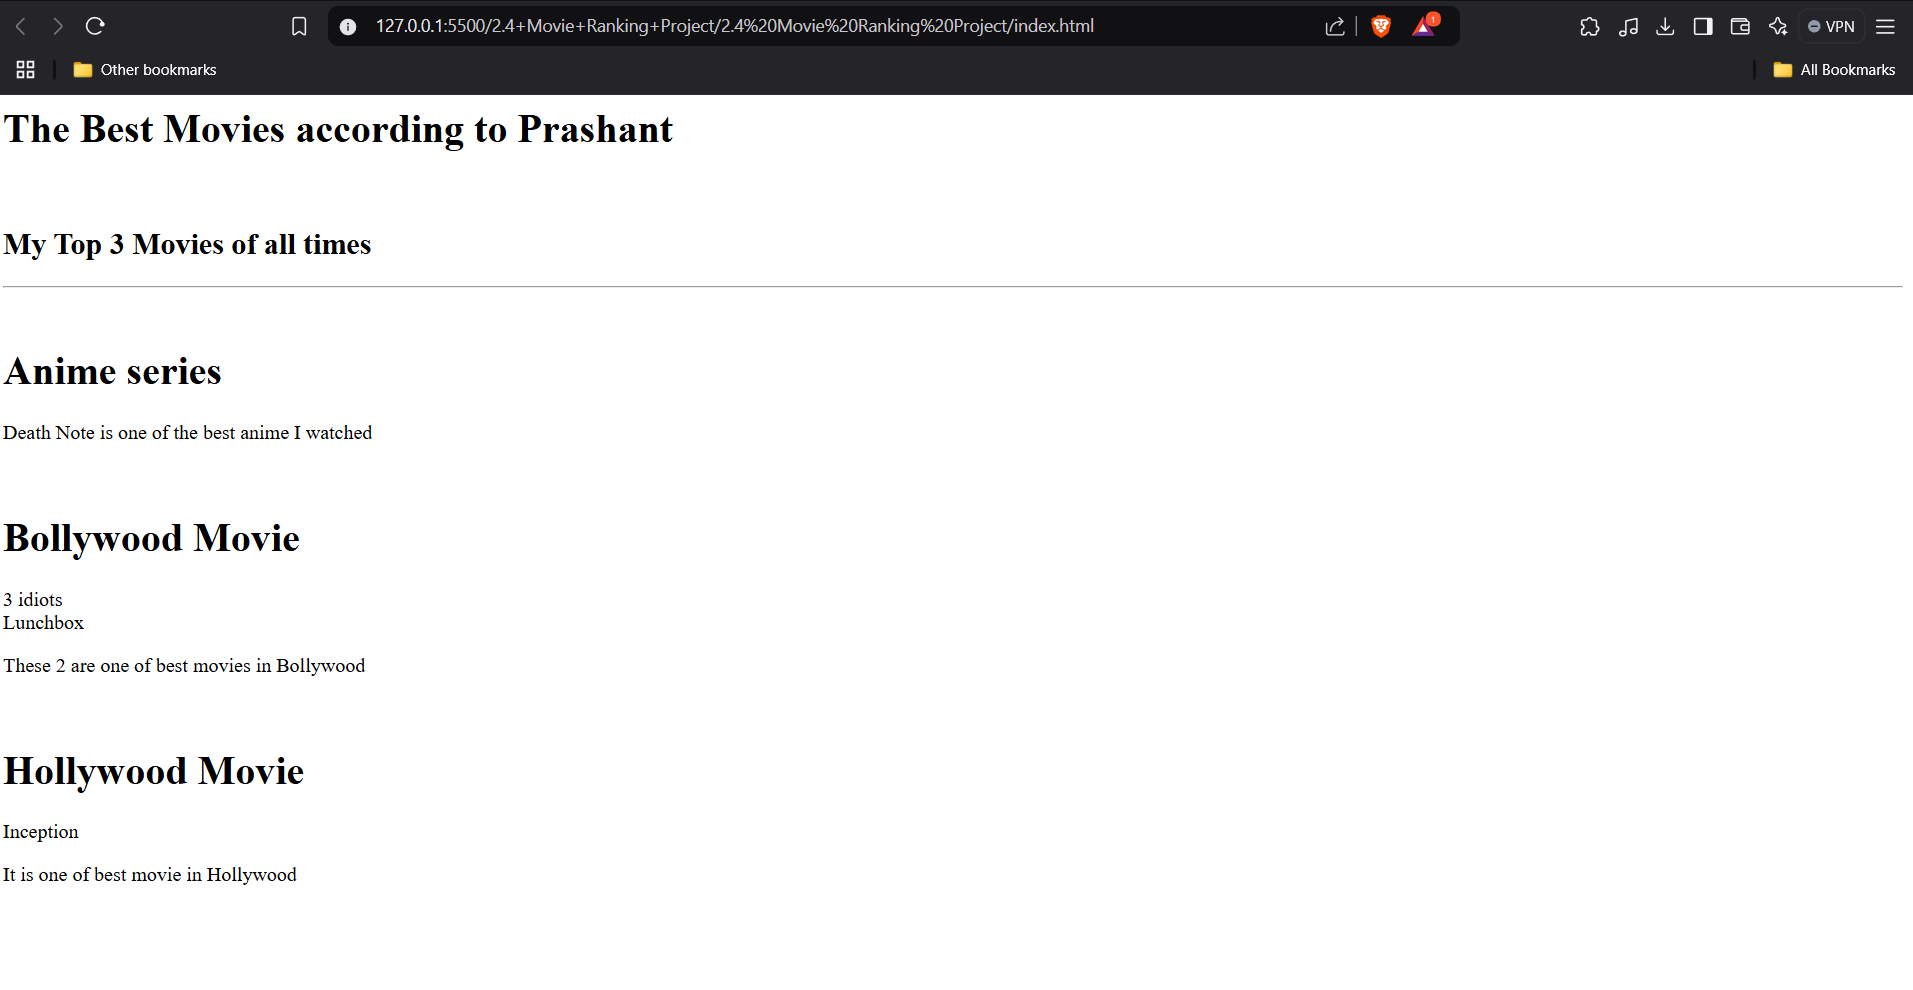 127.0.0.1:5500/2.4+Movie+Ranking+Project/2.4%20Movie%20Ranking%20Project/index.html
1
VPN
Other bookmarks
All Bookmarks
The Best Movies according to Prashant
My Top 3 Movies of all times
Anime series
Death Note is one of the best anime I watched
Bollywood Movie
3 idiots
Lunchbox
These 2 are one of best movies in Bollywood
Hollywood Movie
Inception
It is one of best movie in Hollywood